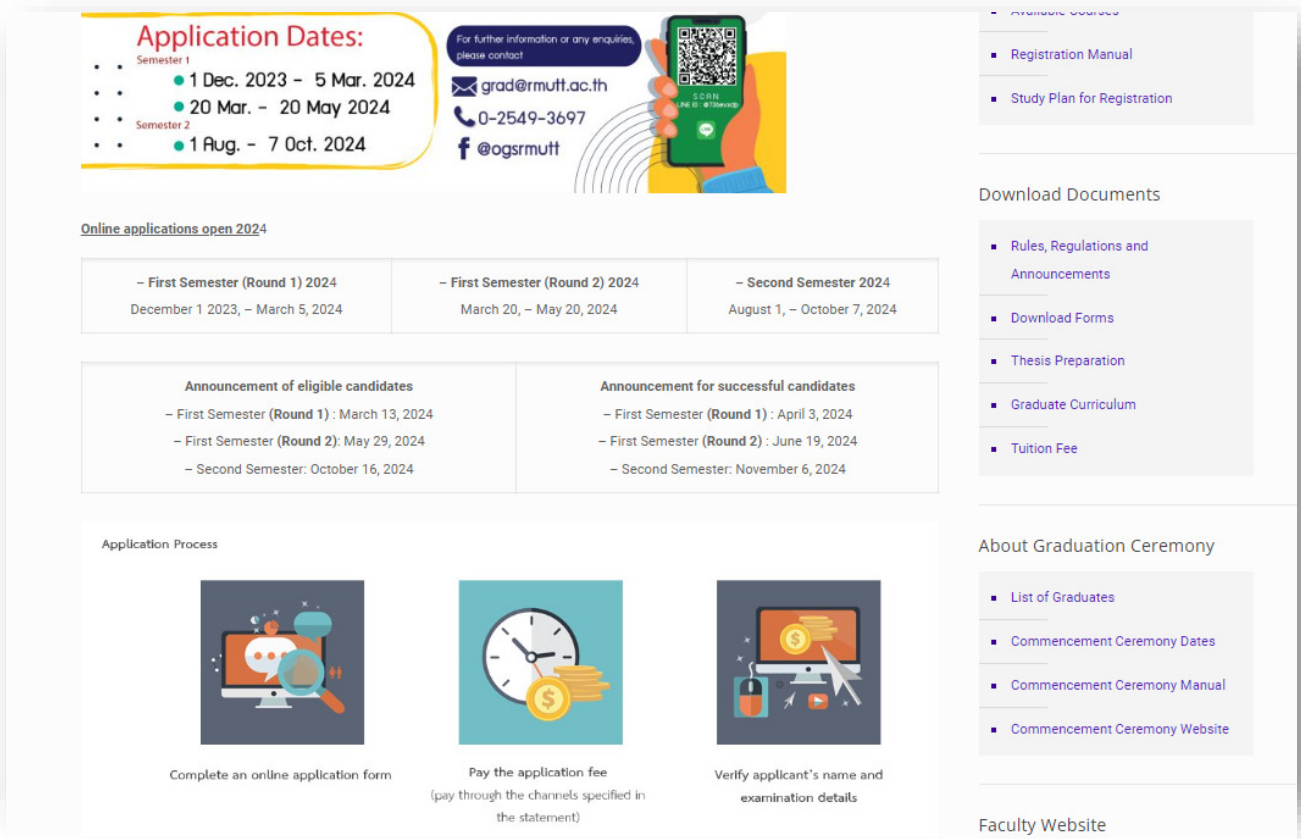 Application Dates:
Semester 1
1 Dec. 2023 - 5 Mar. 2024
20 Mar. - 20 May 2024
Semester 2
1 Aug. - 7 Oct. 2024
For further information or any enquiries,
please contact
grad@rmutt.ac.th
0-2549-3697
@ogsrmutt
SCAN
Online applications open 2024
– First Semester (Round 1) 2024
December 1 2023, – March 5, 2024
– First Semester (Round 2) 2024
March 20, – May 20, 2024
– Second Semester 2024
August 1, – October 7, 2024
Announcement of eligible candidates
– First Semester (Round 1) : March 13, 2024
– First Semester (Round 2): May 29, 2024
– Second Semester: October 16, 2024
Announcement for successful candidates
– First Semester (Round 1) : April 3, 2024
– First Semester (Round 2) : June 19, 2024
– Second Semester: November 6, 2024
Application Process
Complete an online application form
Pay the application fee
(pay through the channels specified in
the statement)
Verify applicant's name and
examination details
Available Courses
Registration Manual
Study Plan for Registration
Download Documents
Rules, Regulations and
Announcements
Download Forms
Thesis Preparation
Graduate Curriculum
Tuition Fee
About Graduation Ceremony
List of Graduates
Commencement Ceremony Dates
Commencement Ceremony Manual
Commencement Ceremony Website
Faculty Website